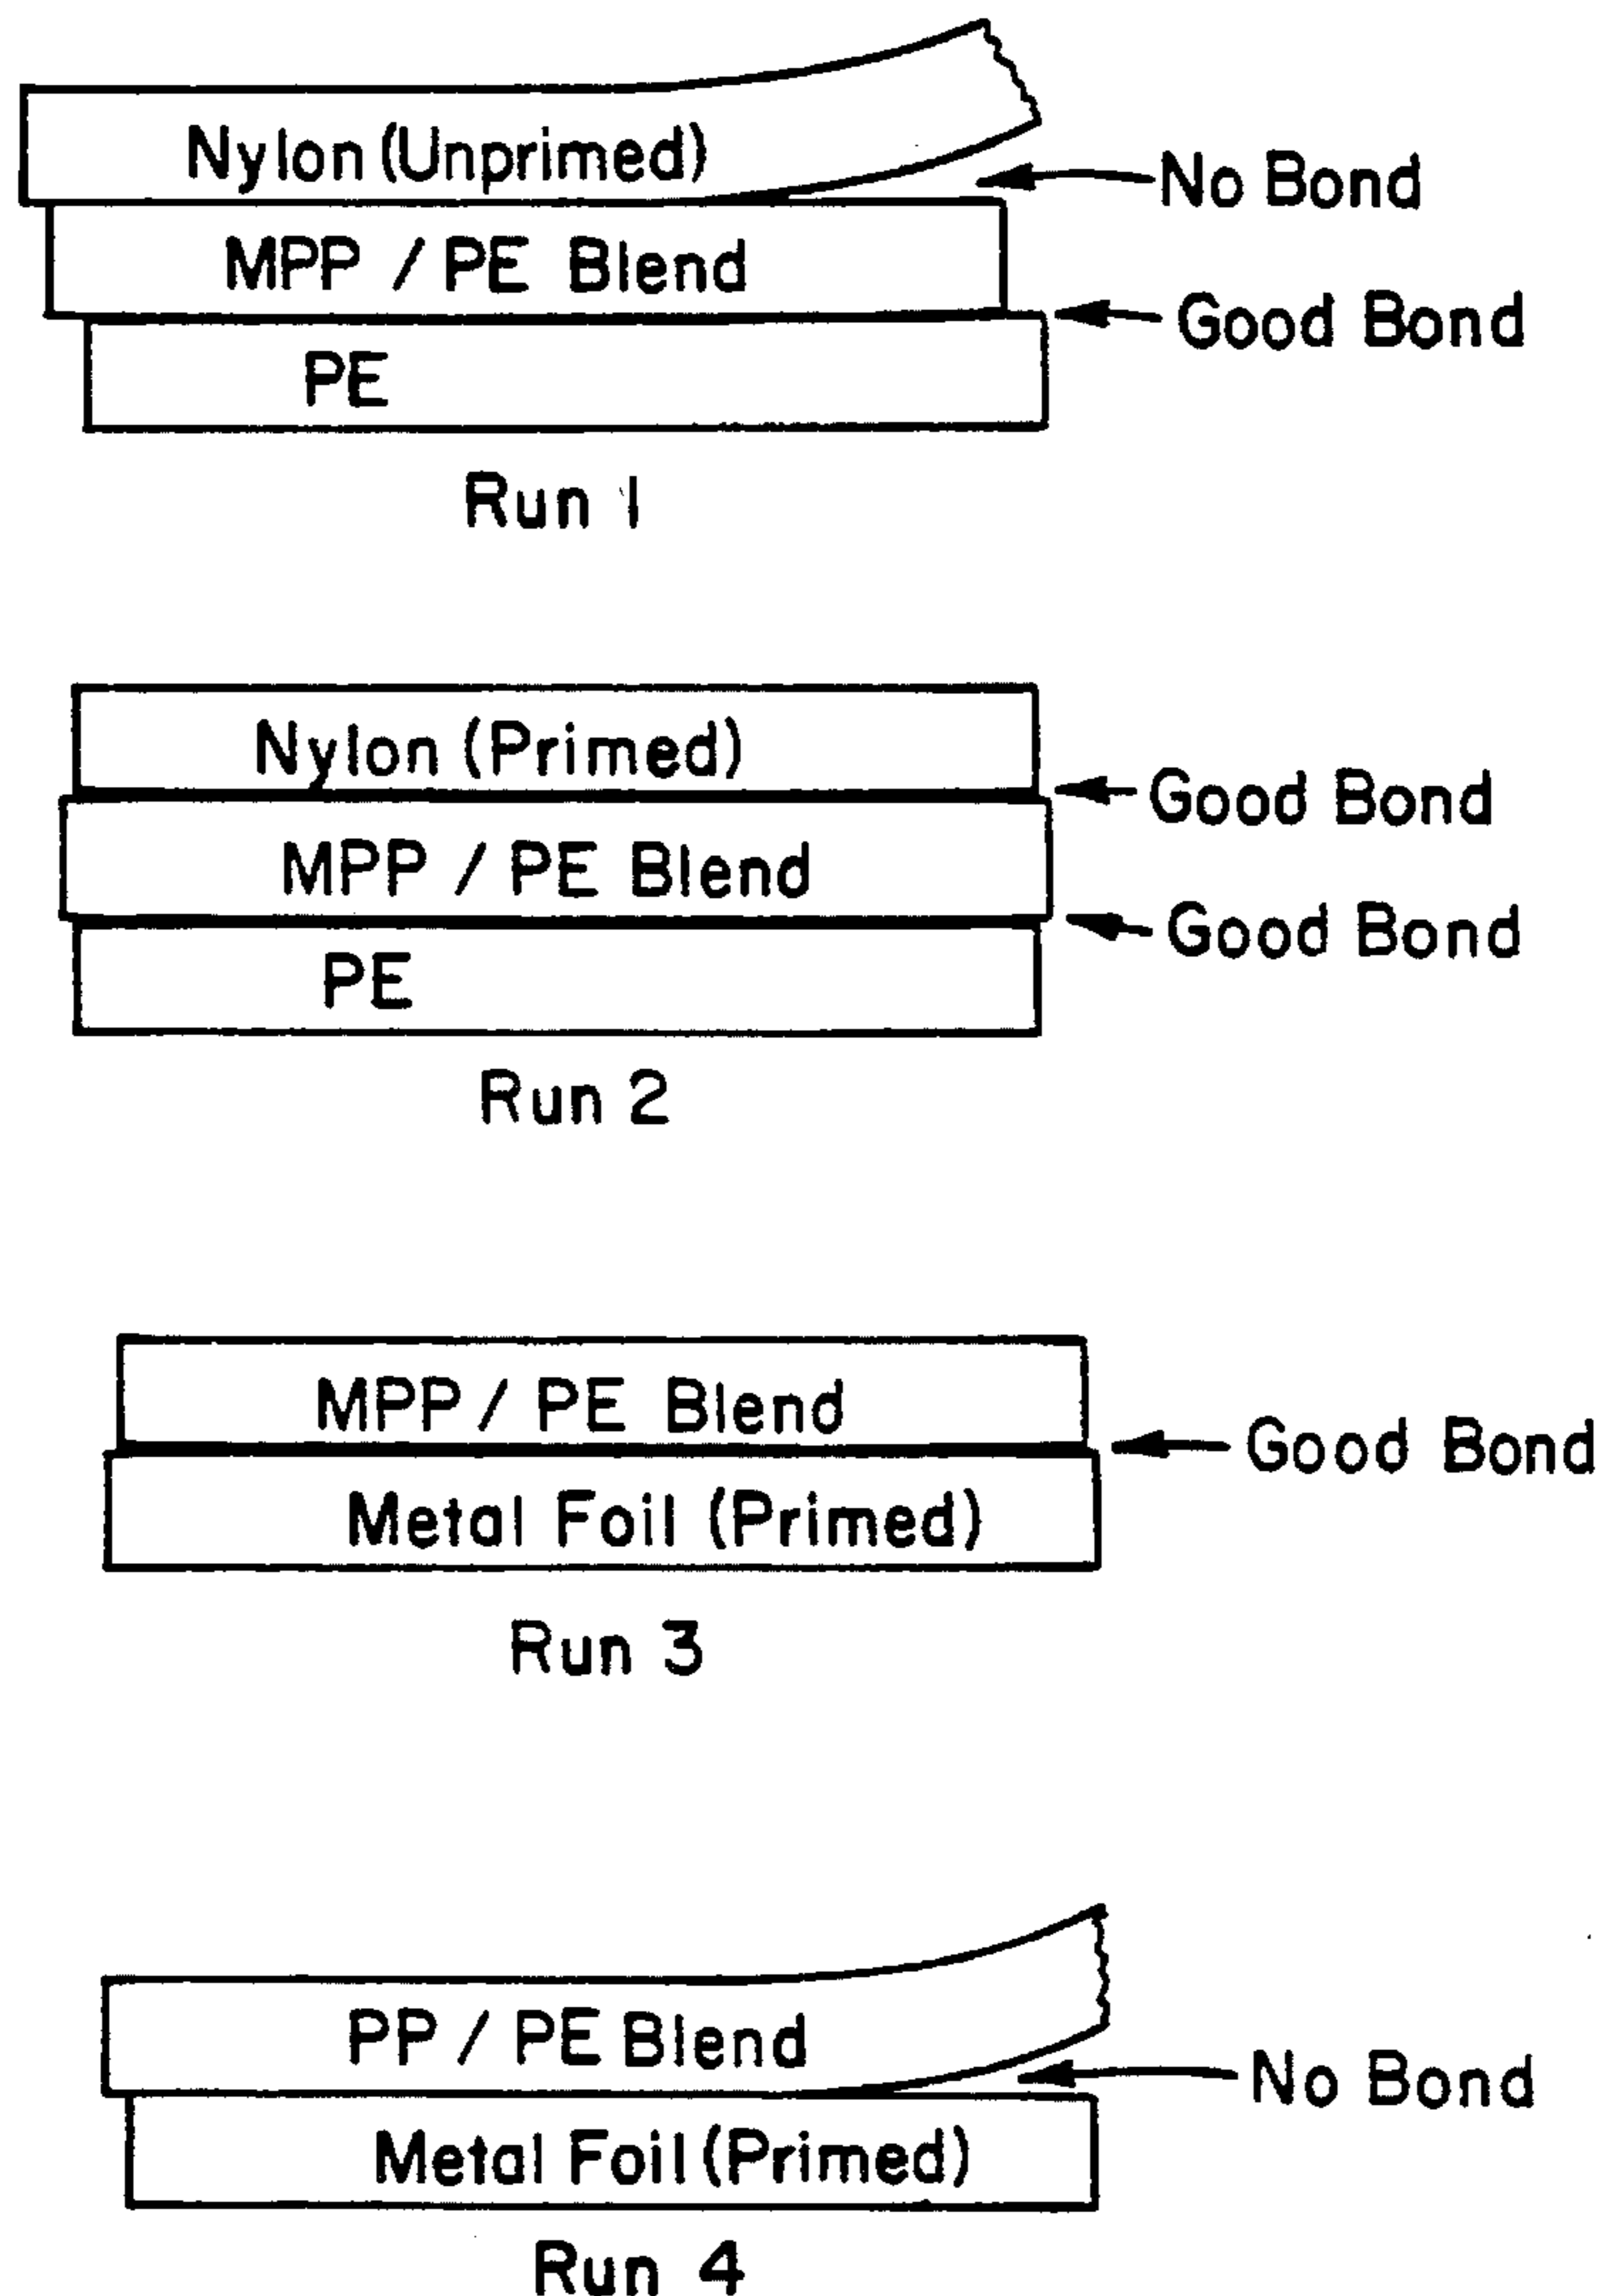 Nylon (Unprimed)
No Bond
MPP / PE Blend
Good Bond
PE
Run 1
Nylon (Primed)
Good Bond
MPP / PE Blend
Good Bond
PE
Run 2
MPP / PE Blend
Good Bond
Metal Foil (Primed)
Run 3
PP / PE Blend
No Bond
Metal Foil (Primed)
Run 4